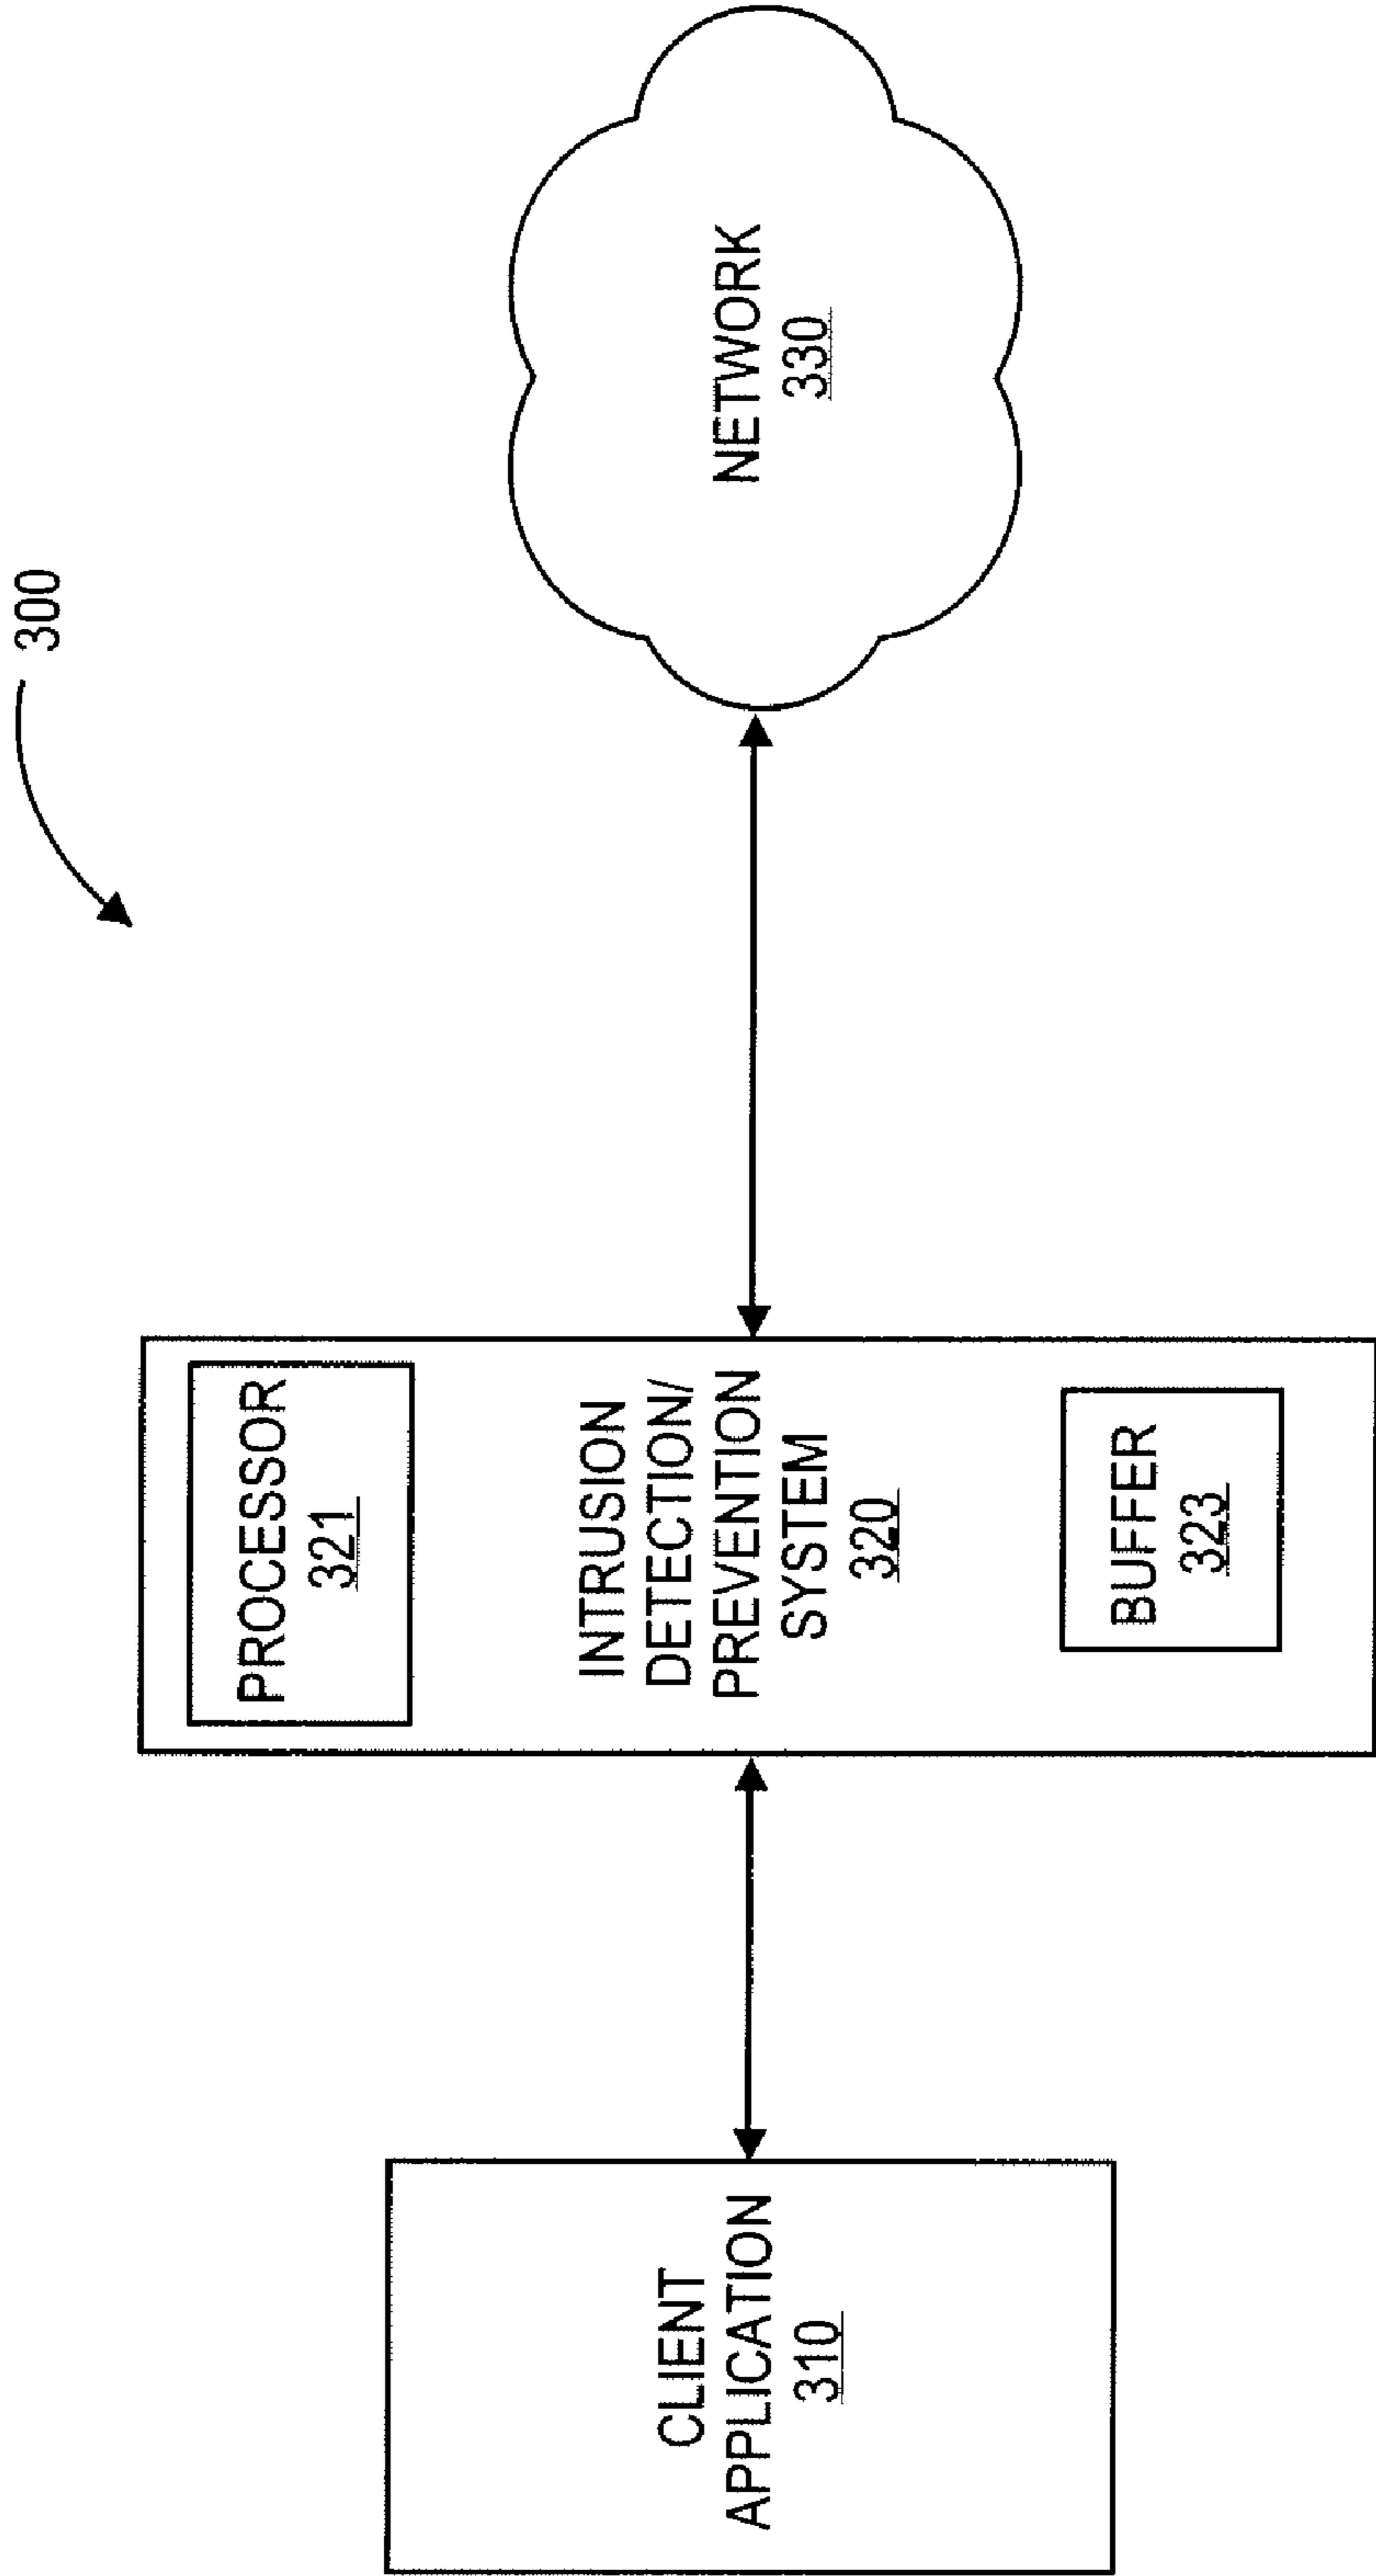 300
CLIENT
APPLICATION
310
PROCESSOR
321
INTRUSION
DETECTION/
PREVENTION
SYSTEM
320
BUFFER
323
NETWORK
330